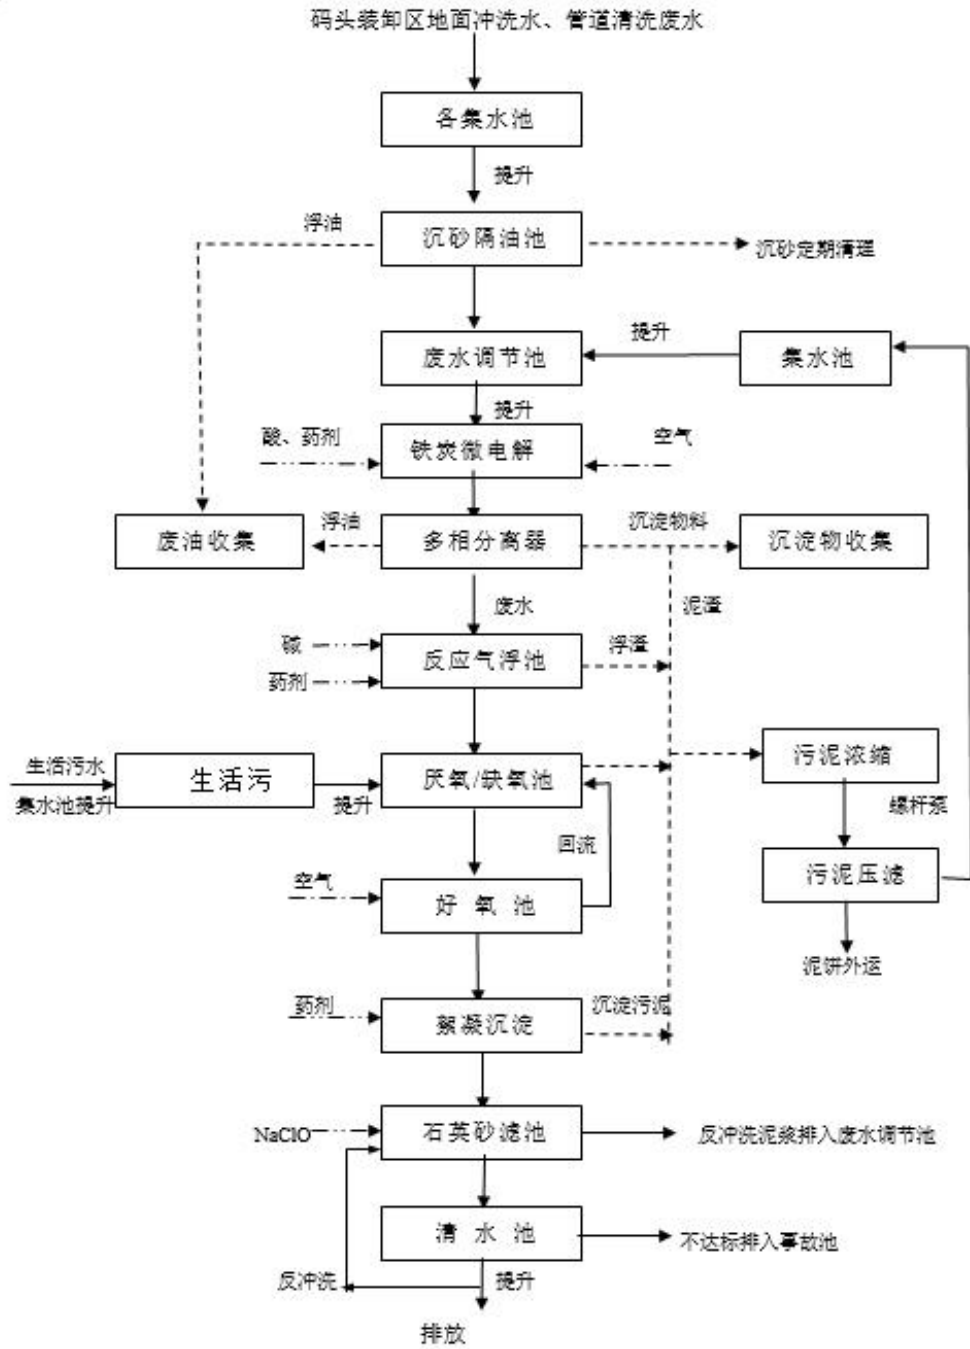 码头装卸区地面冲洗水、管道清洗废水
各集水池
提升
浮油
沉砂隔油池
沉砂定期清理
提升
废水调节池
集水池
提升
酸、药剂
铁炭微电解
空气
废油收集
浮油
多相分离器
沉淀物料
沉淀物收集
废水
泥渣
碱
反应气浮池
浮渣
药剂
生活污水
集水池提升
生活污
提升
厌氧/缺氧池
污泥浓缩
回流
螺杆泵
空气
好氧池
污泥压滤
泥饼外运
药剂
絮凝沉淀
沉淀污泥
NaClO
石英砂滤池
反冲洗泥浆排入废水调节池
清水池
不达标排入事故池
反冲洗
提升
排放